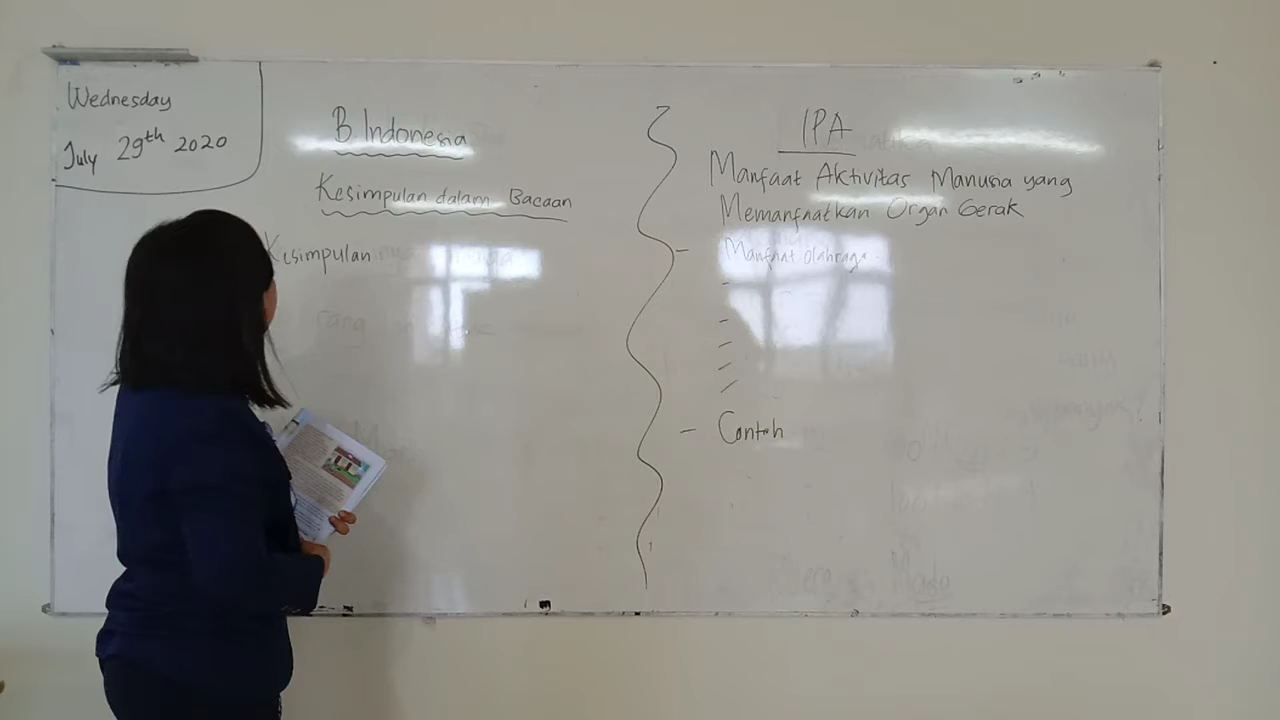 Wednesday
July 29th 2020
B. Indonesia
Kesimpulan dalam Bacaan
Kesimpulan
IPA
Manfaat Aktivitas Manusia yang
Memanfaatkan Organ Gerak
- Manfaat olahraga
-
-
-
-
-
- Contoh